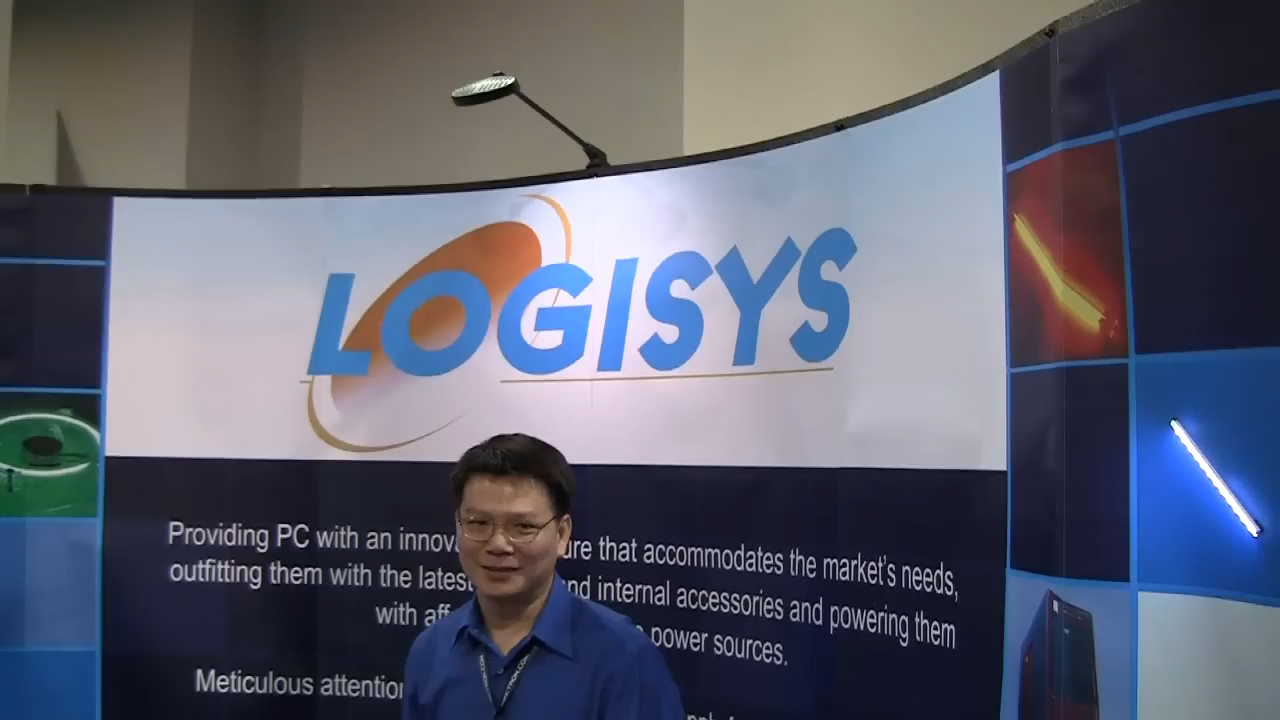 LOGISYS
Providing PC with an innov ure that accommodates the market's needs,
outfitting them with the lates nd internal accessories and powering them
with aff power sources.
Meticulous attention